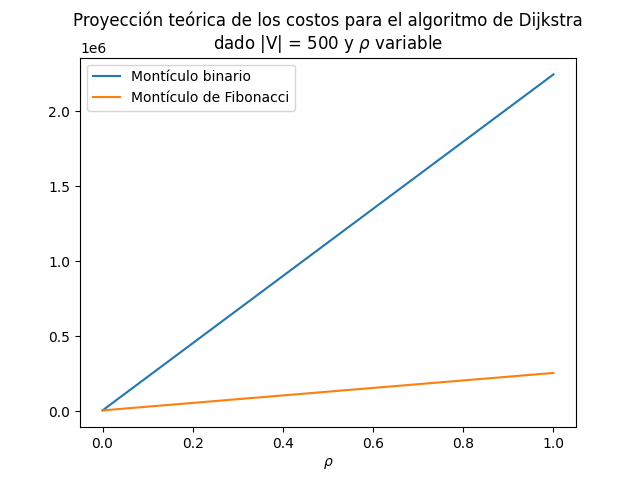 Proyección teórica de los costos para el algoritmo de Dijkstra
dado |V| = 500 y ρ variable
1e6
Montículo binario
Montículo de Fibonacci
2.0
1.5
1.0
0.5
0.0
0.0 0.2 0.4 0.6 0.8 1.0
ρ